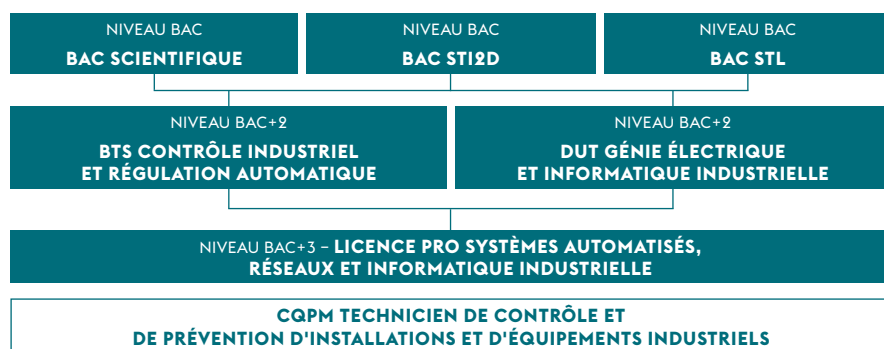 NIVEAU BAC
BAC SCIENTIFIQUE
NIVEAU BAC
BAC STI2D
NIVEAU BAC
BAC STL
NIVEAU BAC+2
BTS CONTRÔLE INDUSTRIEL
ET RÉGULATION AUTOMATIQUE
NIVEAU BAC+2
DUT GÉNIE ÉLECTRIQUE
ET INFORMATIQUE INDUSTRIELLE
NIVEAU BAC+3 – LICENCE PRO SYSTÈMES AUTOMATISÉS,
RÉSEAUX ET INFORMATIQUE INDUSTRIELLE
CQPM TECHNICIEN DE CONTRÔLE ET
DE PRÉVENTION D'INSTALLATIONS ET D'ÉQUIPEMENTS INDUSTRIELS